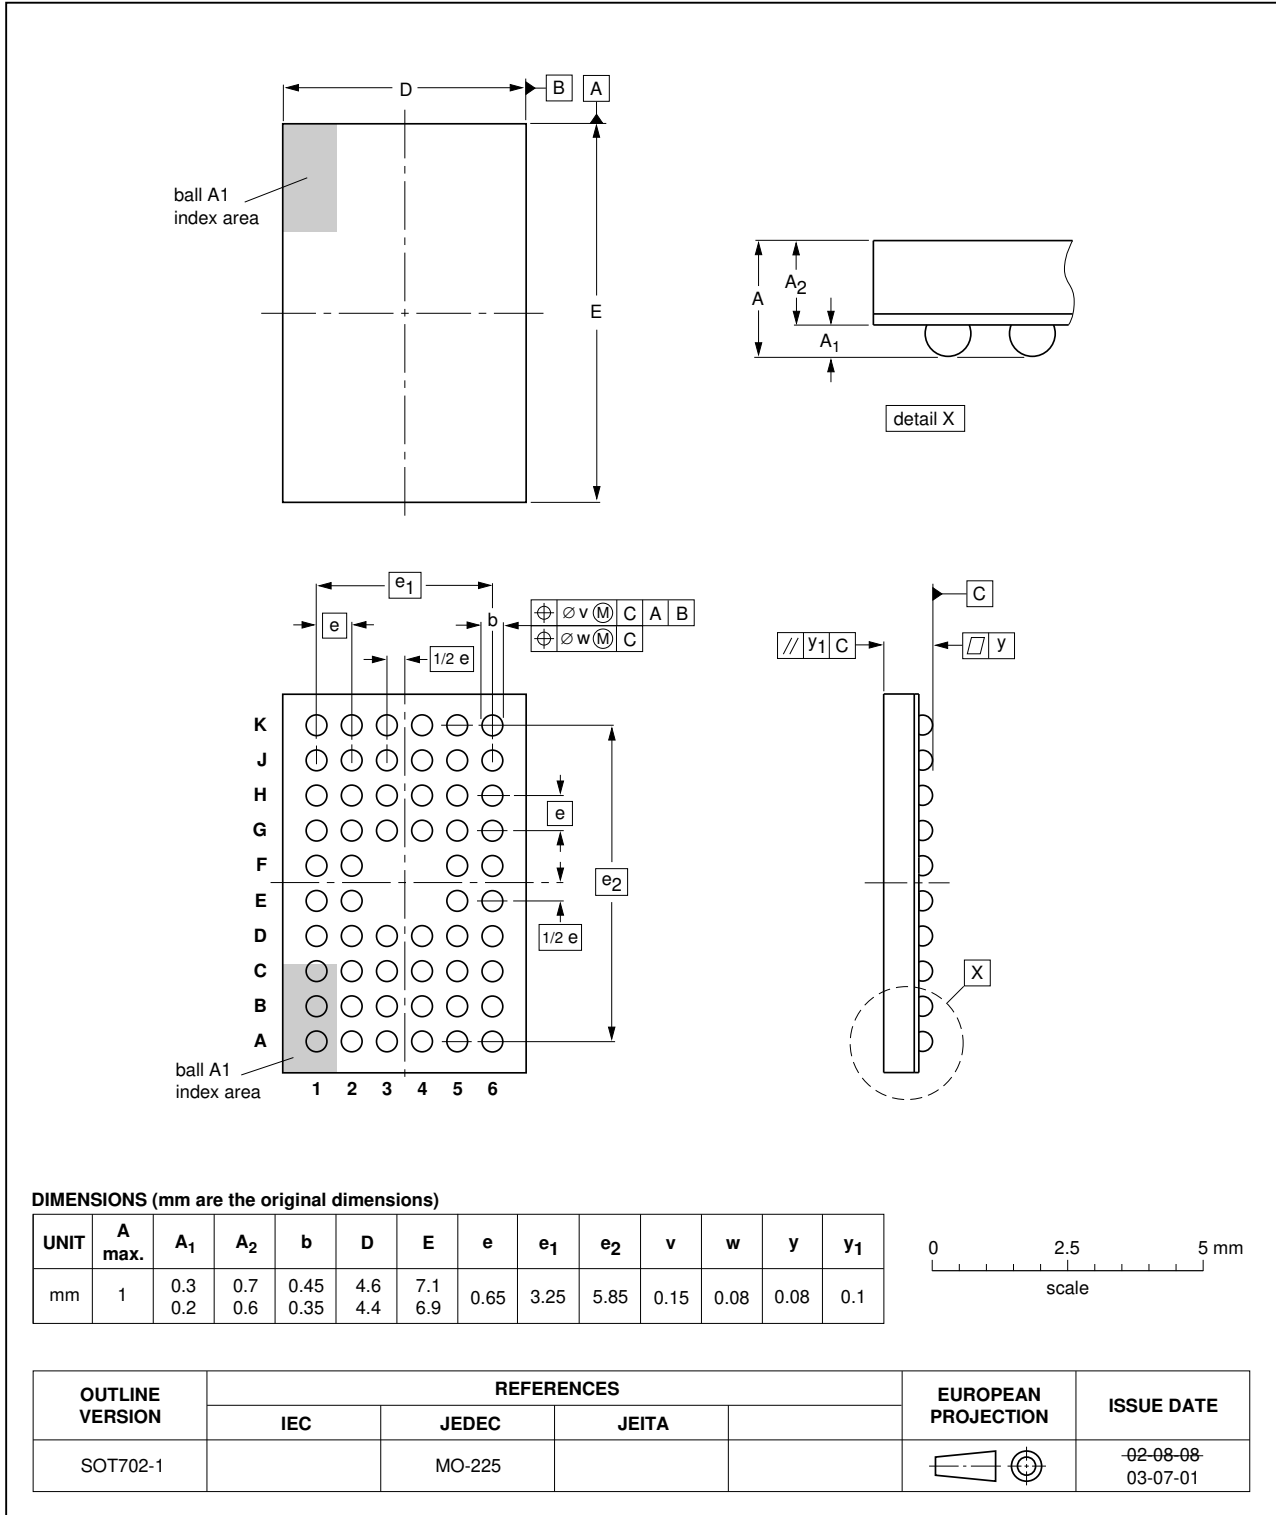 D
B
A
ball A1
index area
E
A
A2
A1
detail X
e1
e
b
⌖ ⌀ v Ⓜ C A B
⌖ ⌀ w Ⓜ C
1/2 e
C
// y1 C
▱ y
K
J
H
G
F
E
D
C
B
A
e
e2
1/2 e
X
ball A1
index area
1 2 3 4 5 6
DIMENSIONS (mm are the original dimensions)
UNIT A max. A1 A2 b D E e e1 e2 v w y y1
mm 1 0.3 0.2 0.7 0.6 0.45 0.35 4.6 4.4 7.1 6.9 0.65 3.25 5.85 0.15 0.08 0.08 0.1
0 2.5 5 mm
scale
OUTLINE VERSION REFERENCES EUROPEAN PROJECTION ISSUE DATE
IEC JEDEC JEITA
SOT702-1 MO-225 02-08-08
03-07-01